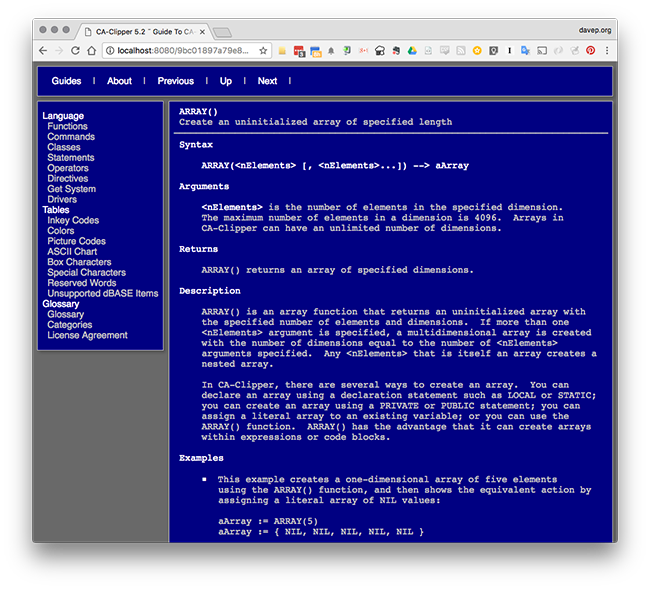 CA-Clipper 5.2 ¨ Guide To CA-
davep.org
localhost:8080/9bc01897a79e8...
Guides | About | Previous | Up | Next |
Language
Functions
Commands
Classes
Statements
Operators
Directives
Get System
Drivers
Tables
Inkey Codes
Colors
Picture Codes
ASCII Chart
Box Characters
Special Characters
Reserved Words
Unsupported dBASE Items
Glossary
Glossary
Categories
License Agreement
ARRAY()
Create an uninitialized array of specified length
Syntax
ARRAY(<nElements> [, <nElements>...]) --> aArray
Arguments
<nElements> is the number of elements in the specified dimension.
The maximum number of elements in a dimension is 4096.  Arrays in
CA-Clipper can have an unlimited number of dimensions.
Returns
ARRAY() returns an array of specified dimensions.
Description
ARRAY() is an array function that returns an uninitialized array with
the specified number of elements and dimensions.  If more than one
<nElements> argument is specified, a multidimensional array is created
with the number of dimensions equal to the number of <nElements>
arguments specified.  Any <nElements> that is itself an array creates a
nested array.
In CA-Clipper, there are several ways to create an array.  You can
declare an array using a declaration statement such as LOCAL or STATIC;
you can create an array using a PRIVATE or PUBLIC statement; you can
assign a literal array to an existing variable; or you can use the
ARRAY() function.  ARRAY() has the advantage that it can create arrays
within expressions or code blocks.
Examples
▪ This example creates a one-dimensional array of five elements
using the ARRAY() function, and then shows the equivalent action by
assigning a literal array of NIL values:
aArray := ARRAY(5)
aArray := { NIL, NIL, NIL, NIL, NIL }